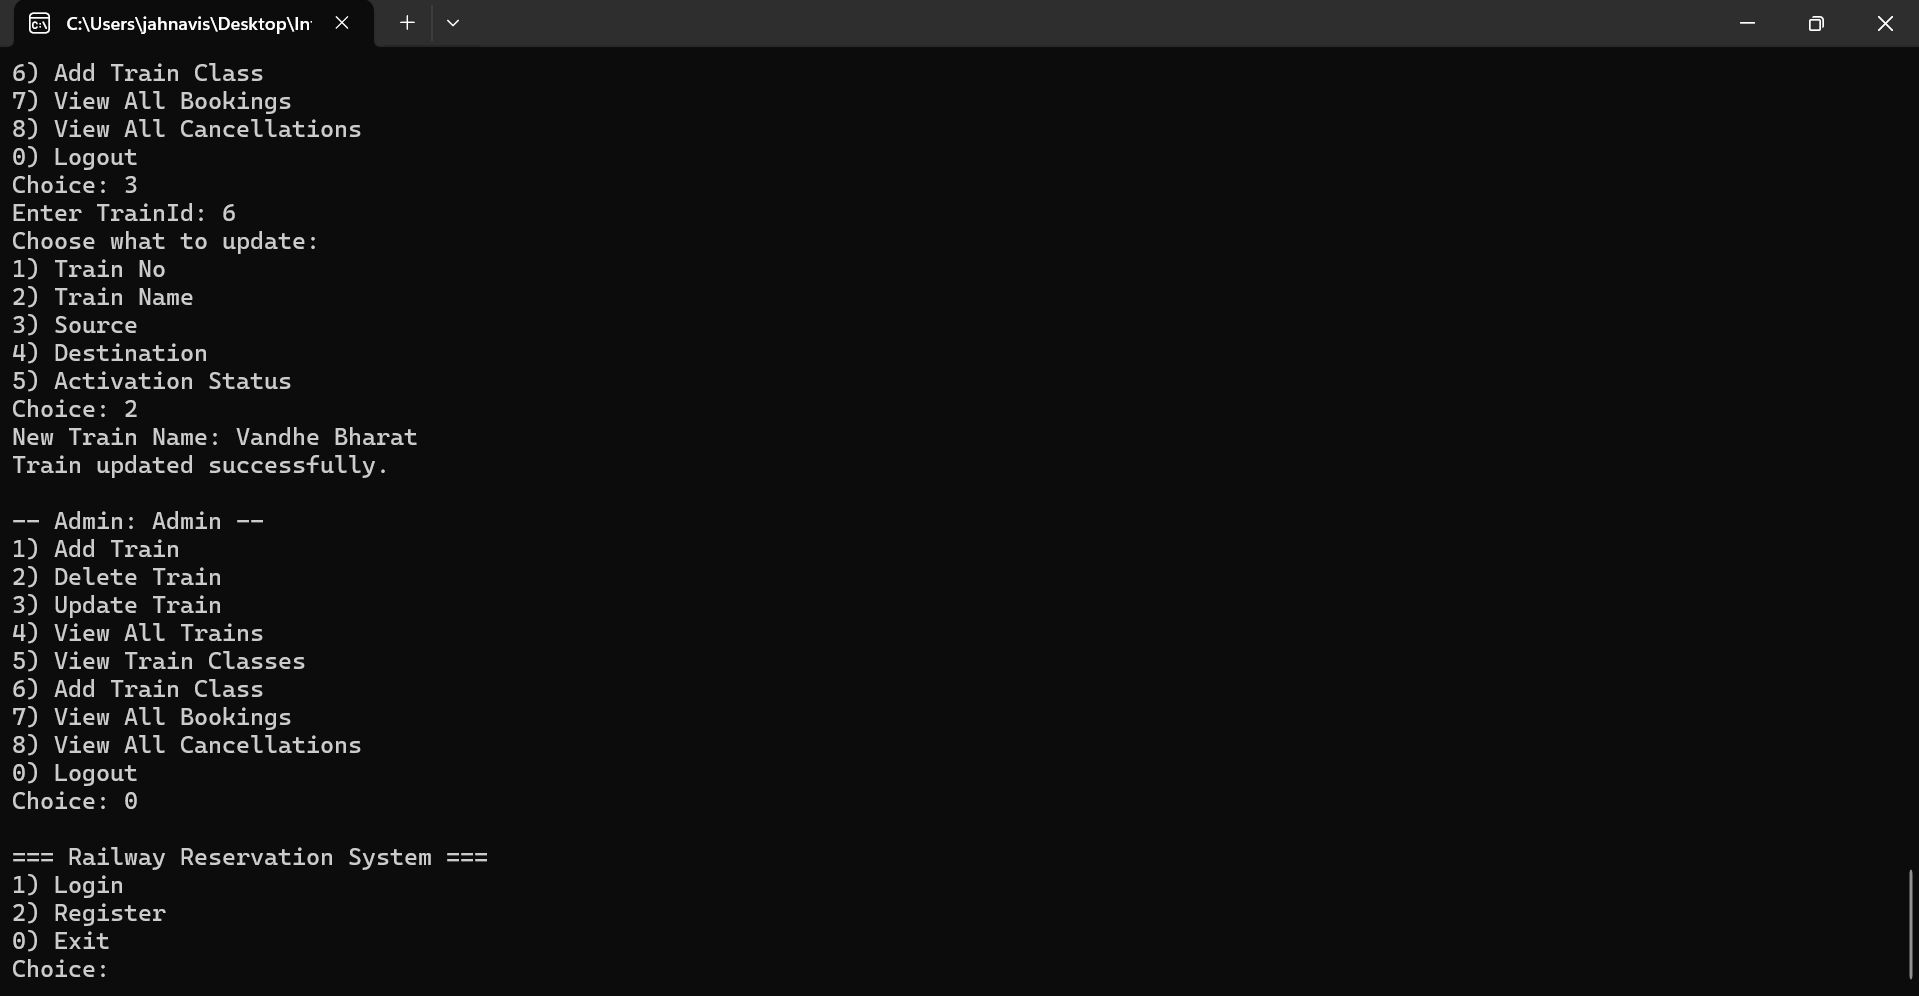 C:\Users\jahnavis\Desktop\In
6) Add Train Class
7) View All Bookings
8) View All Cancellations
0) Logout
Choice: 3
Enter TrainId: 6
Choose what to update:
1) Train No
2) Train Name
3) Source
4) Destination
5) Activation Status
Choice: 2
New Train Name: Vandhe Bharat
Train updated successfully.
-- Admin: Admin --
1) Add Train
2) Delete Train
3) Update Train
4) View All Trains
5) View Train Classes
6) Add Train Class
7) View All Bookings
8) View All Cancellations
0) Logout
Choice: 0
=== Railway Reservation System ===
1) Login
2) Register
0) Exit
Choice: